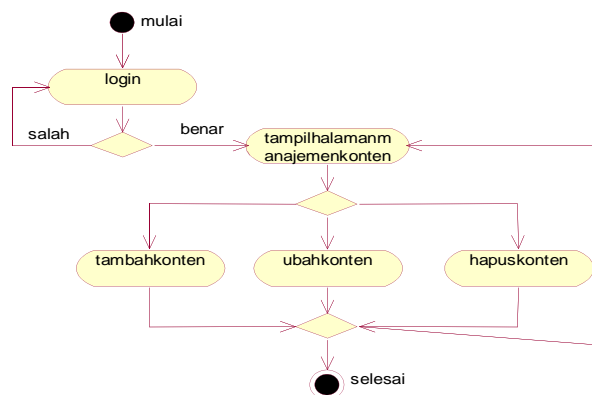 mulai
login
salah
benar
tampilhalamanm
anajemenkonten
tambahkonten
ubahkonten
hapuskonten
selesai